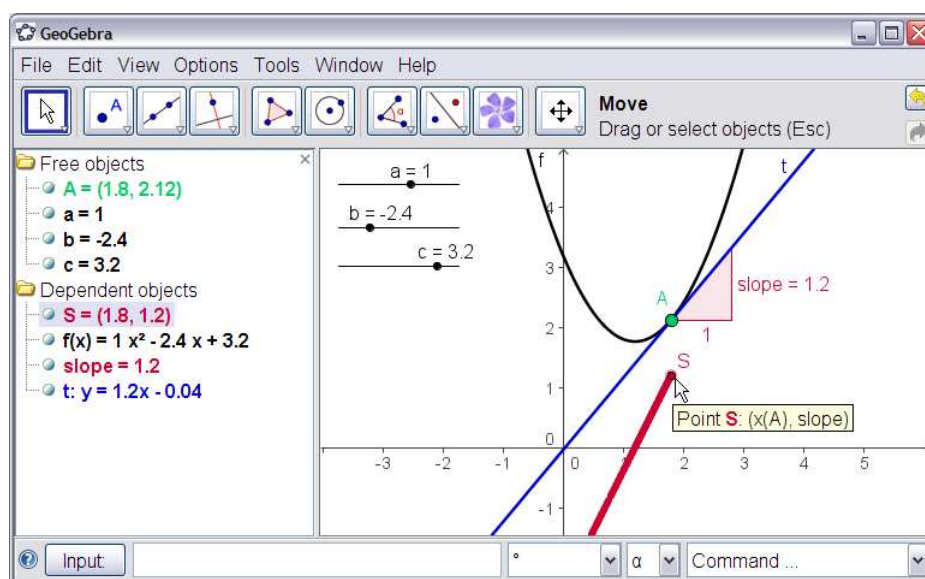 GeoGebra
File Edit View Options Tools Window Help
A
α
Move
Drag or select objects (Esc)
Free objects
A = (1.8, 2.12)
a = 1
b = -2.4
c = 3.2
Dependent objects
S = (1.8, 1.2)
f(x) = 1 x² - 2.4 x + 3.2
slope = 1.2
t: y = 1.2x - 0.04
a = 1
b = -2.4
c = 3.2
f
t
4
3
2
1
0
-1
A
slope = 1.2
1
S
Point S: (x(A), slope)
-3 -2 -1 0 1 2 3 4 5
Input:
°
α
Command ...